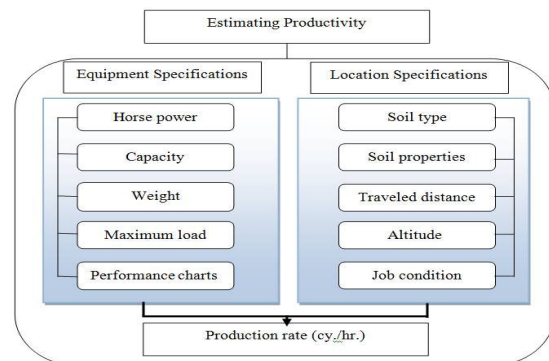 Estimating Productivity
Equipment Specifications
Horse power
Capacity
Weight
Maximum load
Performance charts
Location Specifications
Soil type
Soil properties
Traveled distance
Altitude
Job condition
Production rate (cy./hr.)